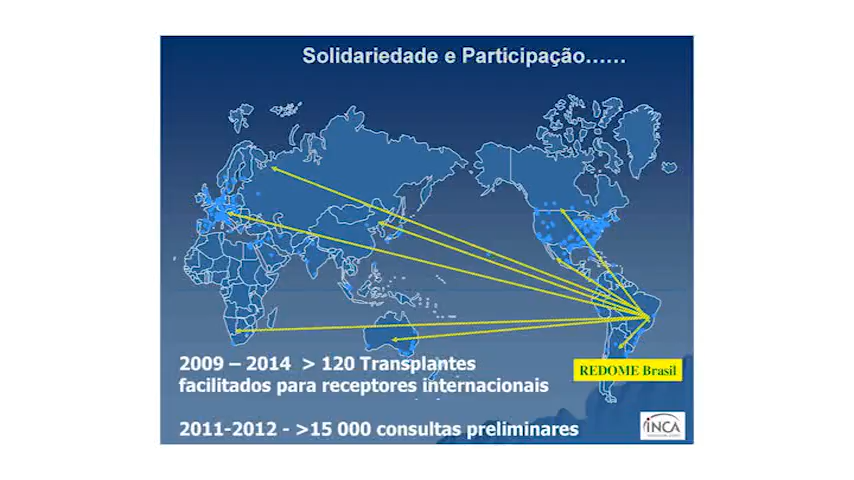 Solidariedade e Participação......
2009 – 2014 > 120 Transplantes
facilitados para receptores internacionais
REDOME Brasil
2011-2012 - >15 000 consultas preliminares
INCA